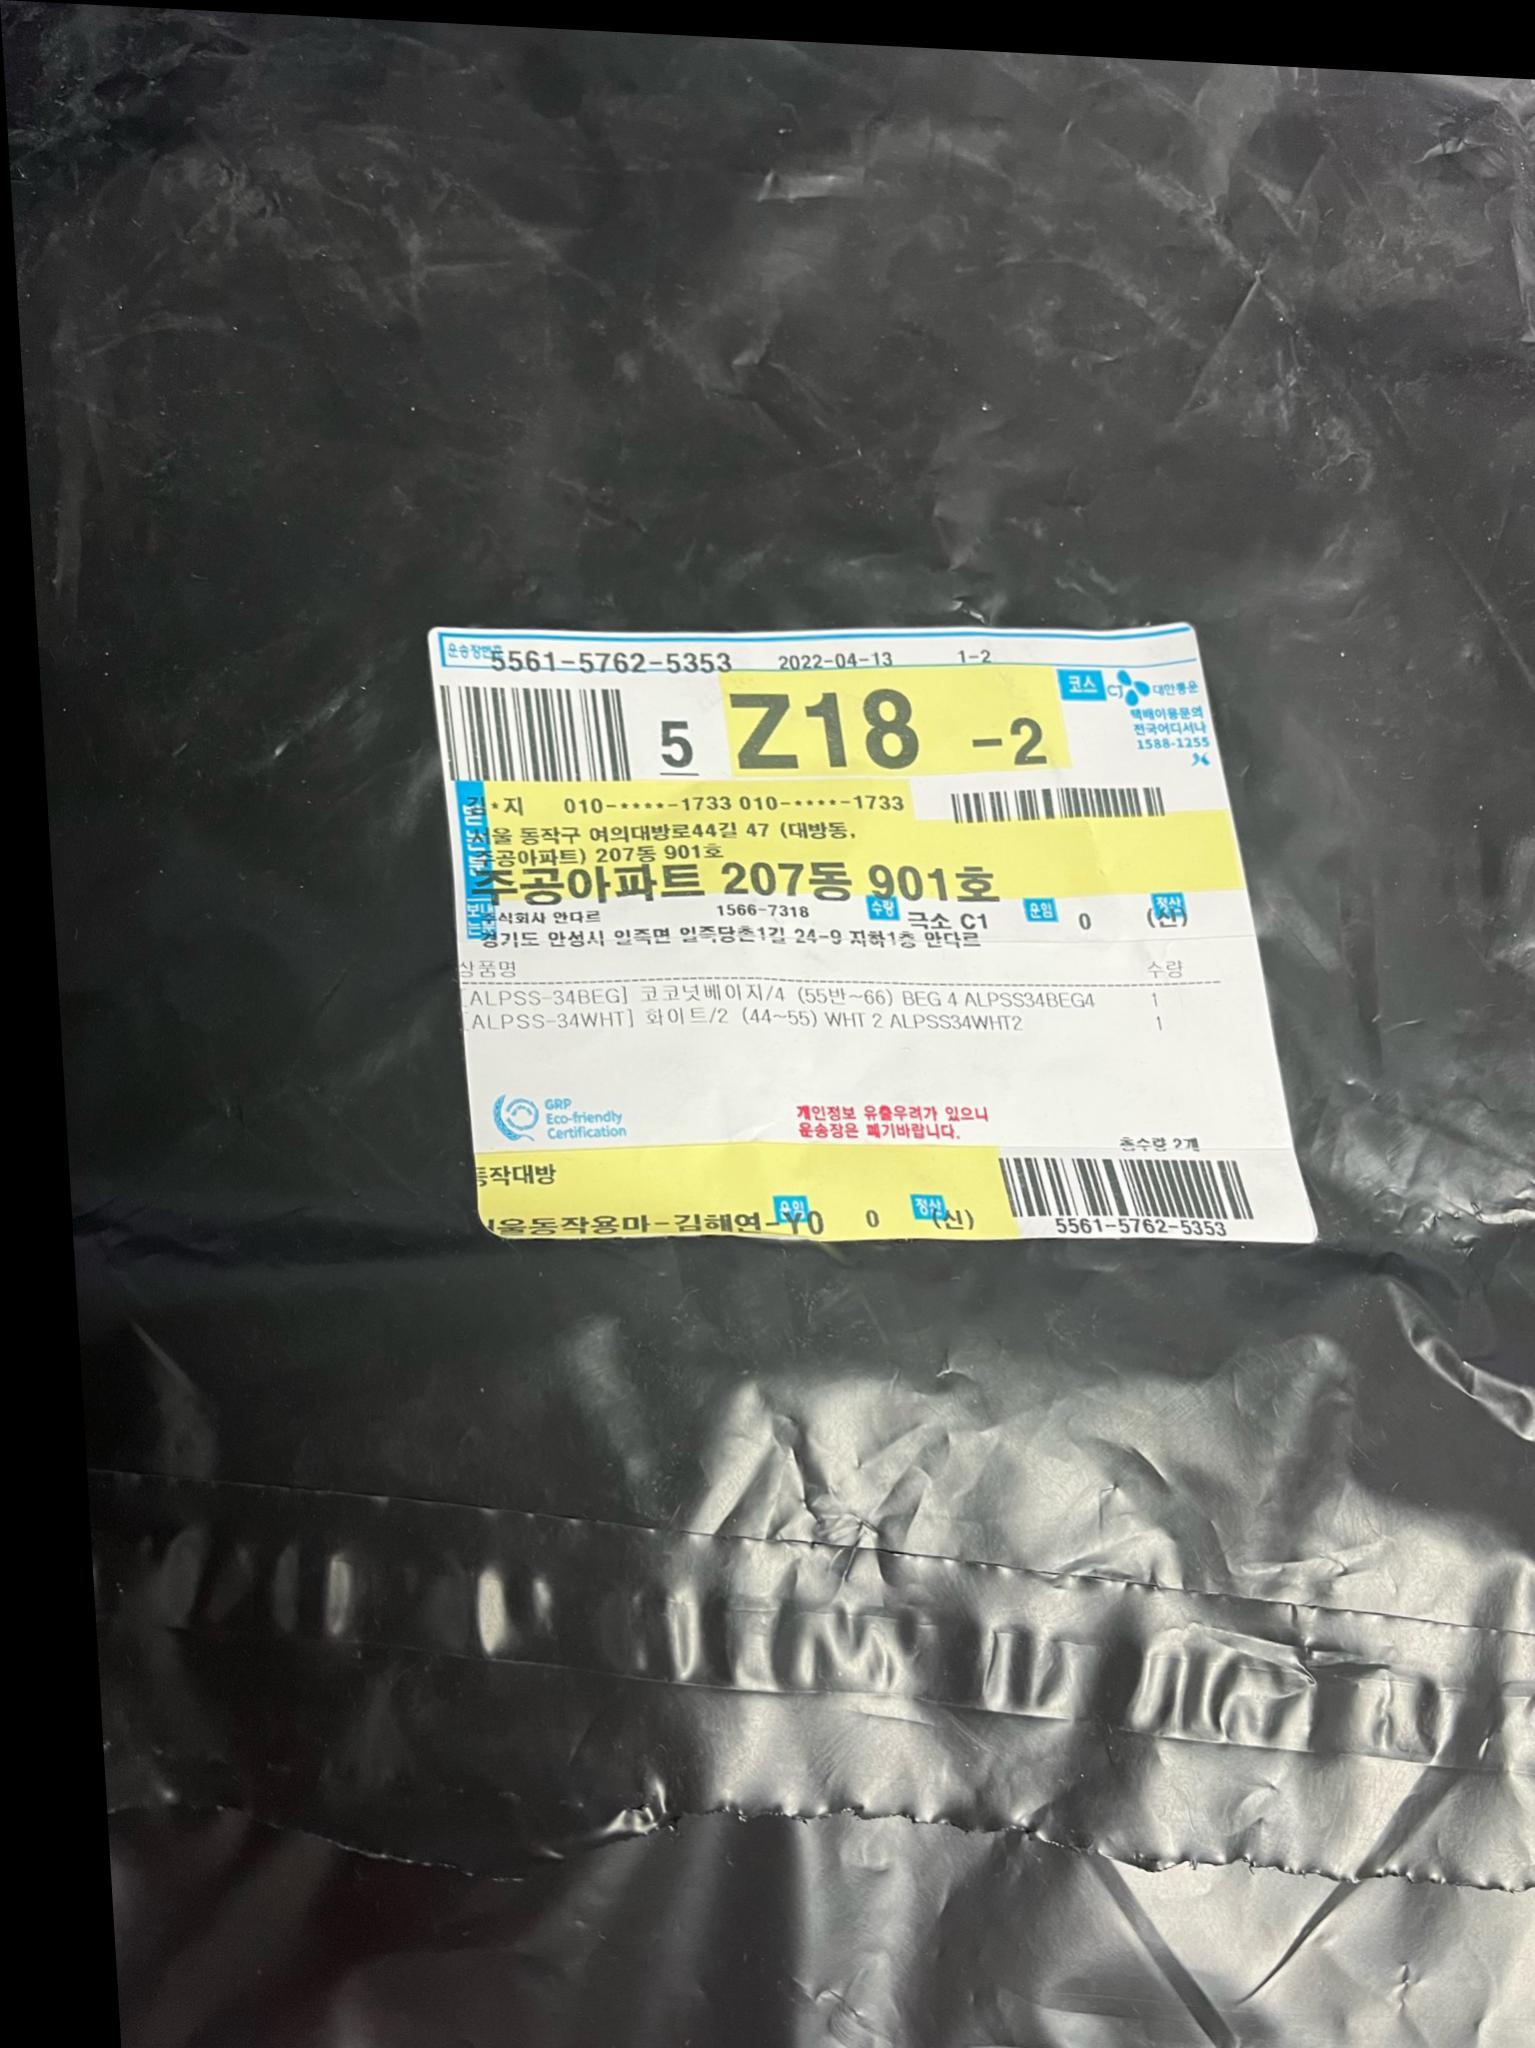 운송장번호 5561-5762-5353 2022-04-13 1-2
5 Z18 -2 코스 CJ 대한통운
택배이용문의
전국어디서나
1588-1255
김*지 010-****-1733 010-****-1733
서울 동작구 여의대방로44길 47 (대방동,
주공아파트) 207동 901호
주공아파트 207동 901호
주식회사 안다르 1566-7318 수량 극소 C1 운임 0 정산 (신)
경기도 안성시 일죽면 일죽당촌1길 24-9 지하1층 안다르
상품명 수량
[ALPSS-34BEG] 코코넛베이지/4 (55반~66) BEG 4 ALPSS34BEG4 1
[ALPSS-34WHT] 화이트/2 (44~55) WHT 2 ALPSS34WHT2 1
GRP
Eco-friendly
Certification
개인정보 유출우려가 있으니
운송장은 폐기바랍니다.
총수량 2개
동작대방
서울동작용마-김해연-Y0 운임 0 정산 (신)
5561-5762-5353